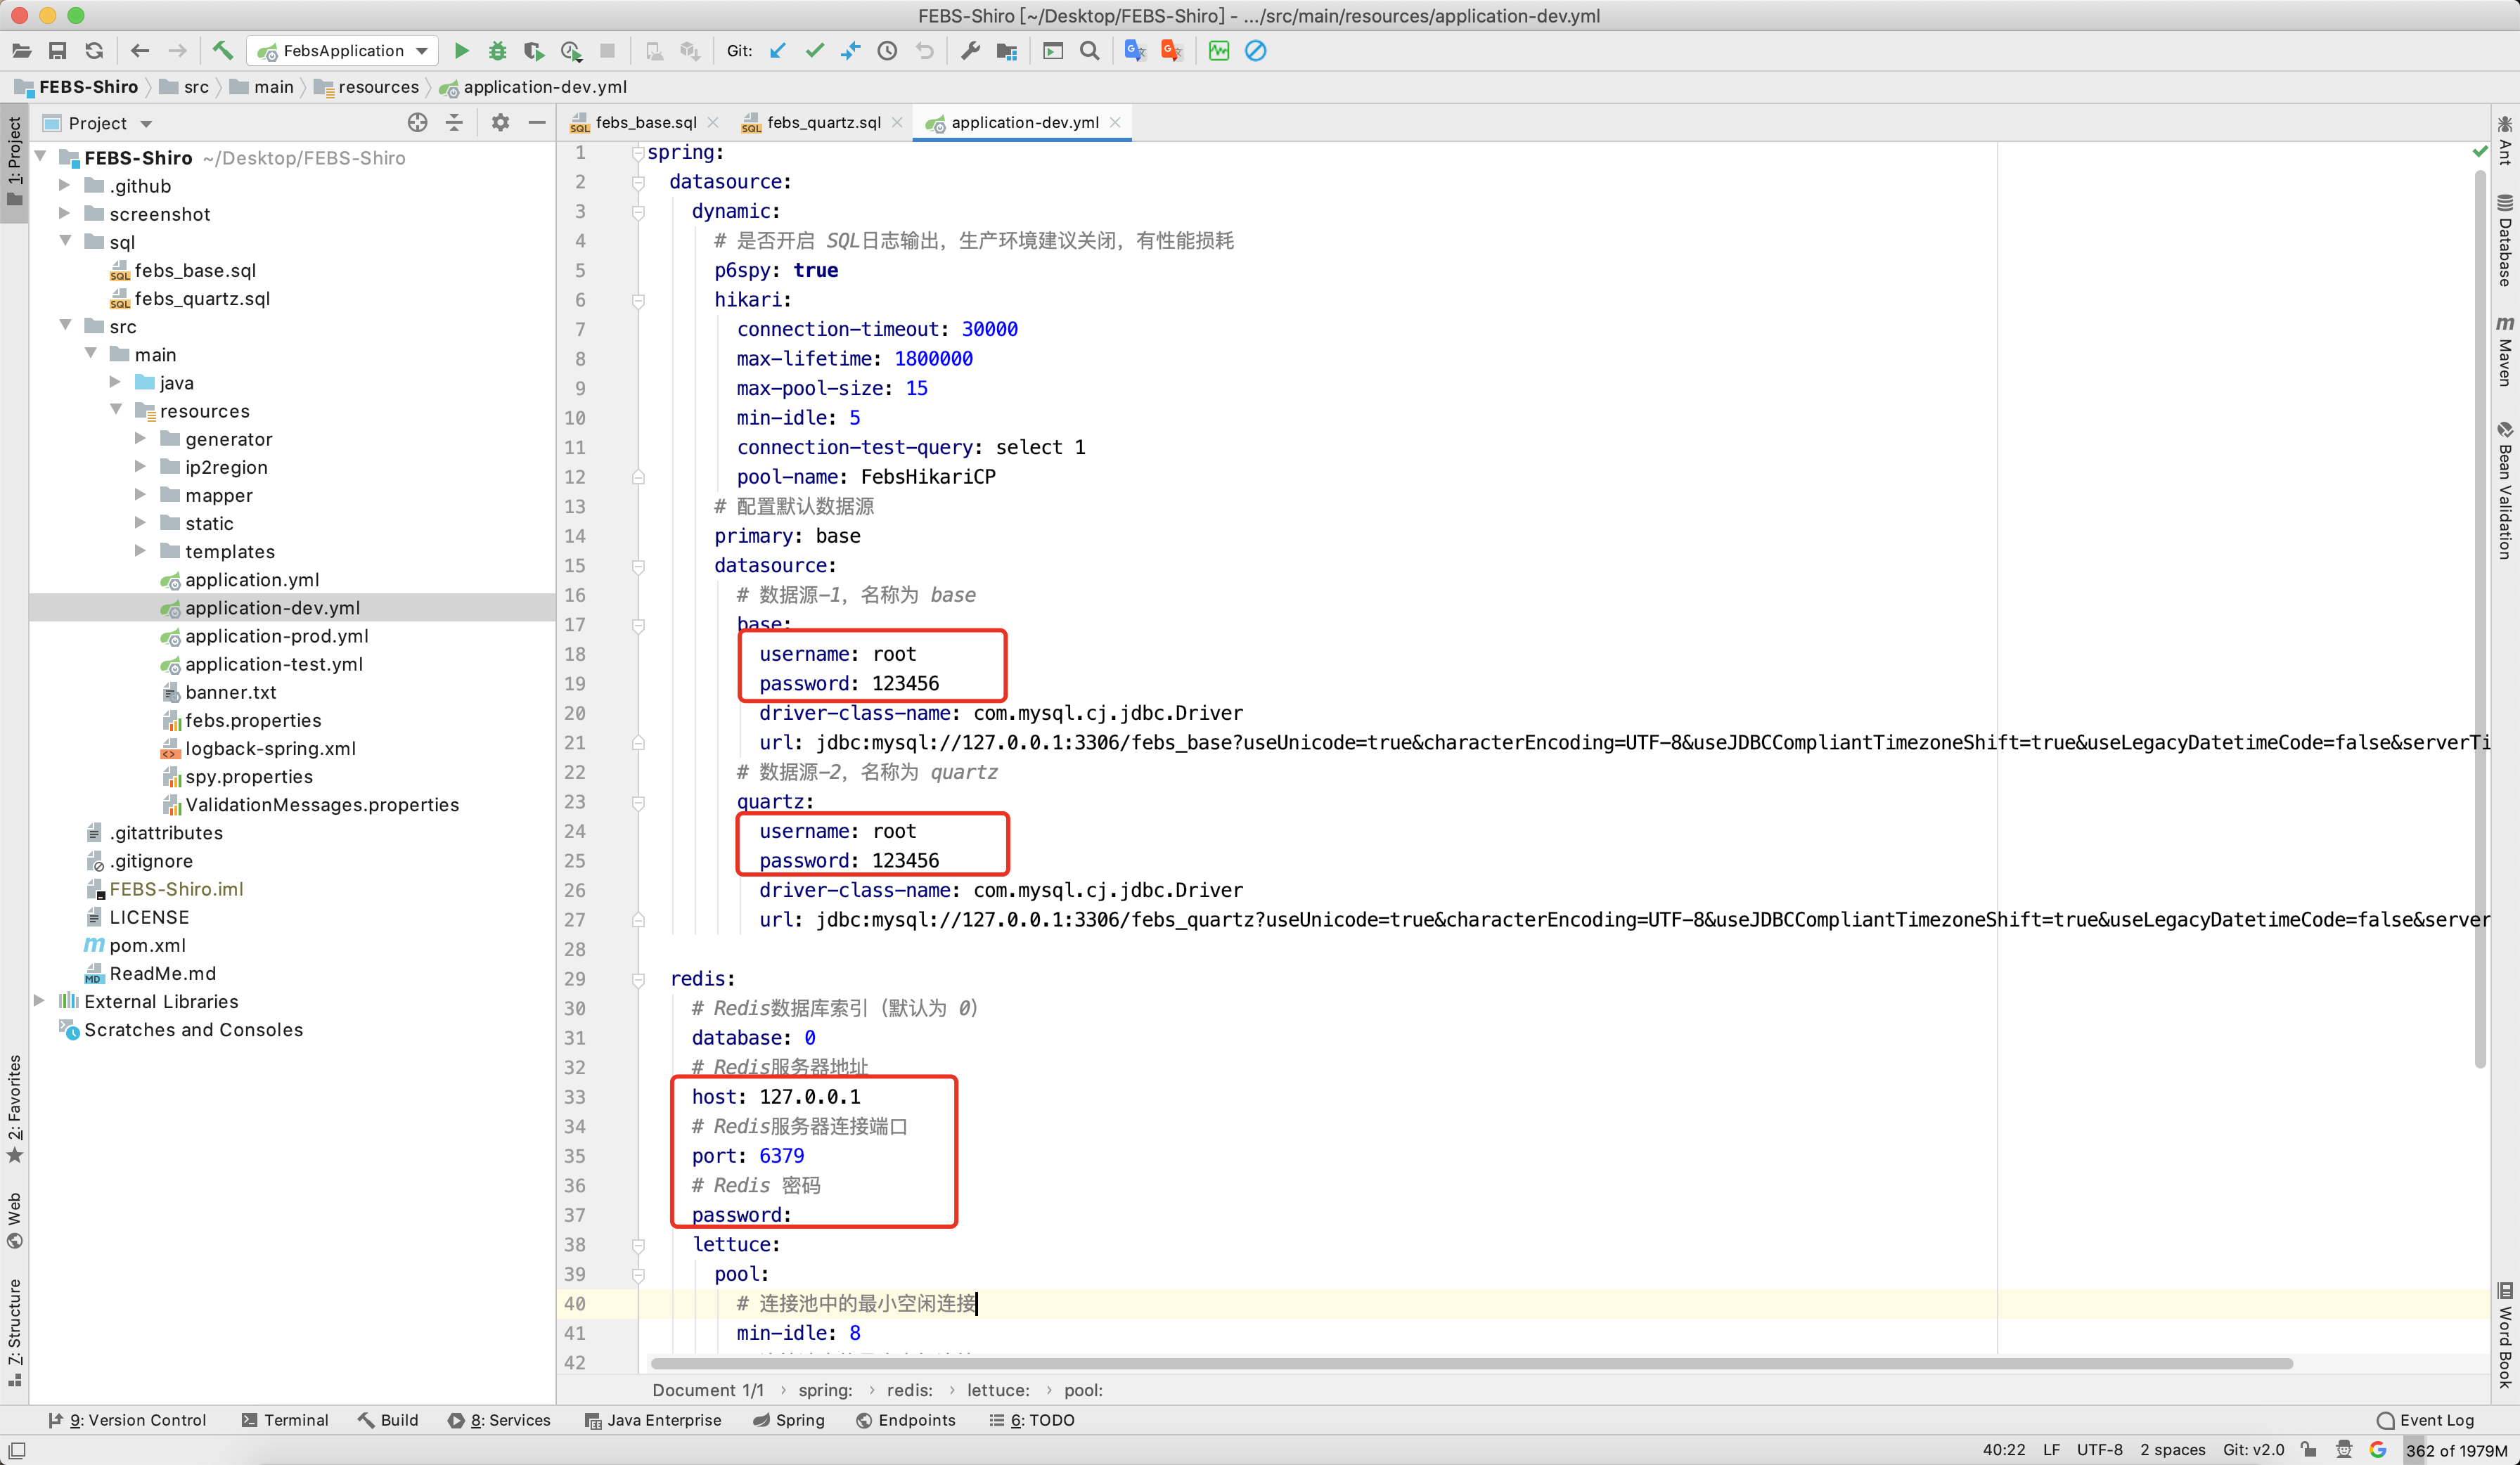 FEBS-Shiro [~/Desktop/FEBS-Shiro] - .../src/main/resources/application-dev.yml
FebsApplication
Git:
FEBS-Shiro
src
main
resources
application-dev.yml
1: Project
2: Favorites
Web
7: Structure
Project
FEBS-Shiro ~/Desktop/FEBS-Shiro
.github
screenshot
sql
febs_base.sql
febs_quartz.sql
src
main
java
resources
generator
ip2region
mapper
static
templates
application.yml
application-dev.yml
application-prod.yml
application-test.yml
banner.txt
febs.properties
logback-spring.xml
spy.properties
ValidationMessages.properties
.gitattributes
.gitignore
FEBS-Shiro.iml
LICENSE
pom.xml
ReadMe.md
External Libraries
Scratches and Consoles
febs_base.sql
febs_quartz.sql
application-dev.yml
1 spring:
2 datasource:
3 dynamic:
4 # 是否开启 SQL日志输出，生产环境建议关闭，有性能损耗
5 p6spy: true
6 hikari:
7 connection-timeout: 30000
8 max-lifetime: 1800000
9 max-pool-size: 15
10 min-idle: 5
11 connection-test-query: select 1
12 pool-name: FebsHikariCP
13 # 配置默认数据源
14 primary: base
15 datasource:
16 # 数据源-1，名称为 base
17 base:
18 username: root
19 password: 123456
20 driver-class-name: com.mysql.cj.jdbc.Driver
21 url: jdbc:mysql://127.0.0.1:3306/febs_base?useUnicode=true&characterEncoding=UTF-8&useJDBCCompliantTimezoneShift=true&useLegacyDatetimeCode=false&serverTi
22 # 数据源-2，名称为 quartz
23 quartz:
24 username: root
25 password: 123456
26 driver-class-name: com.mysql.cj.jdbc.Driver
27 url: jdbc:mysql://127.0.0.1:3306/febs_quartz?useUnicode=true&characterEncoding=UTF-8&useJDBCCompliantTimezoneShift=true&useLegacyDatetimeCode=false&server
28
29 redis:
30 # Redis数据库索引（默认为 0）
31 database: 0
32 # Redis服务器地址
33 host: 127.0.0.1
34 # Redis服务器连接端口
35 port: 6379
36 # Redis 密码
37 password:
38 lettuce:
39 pool:
40 # 连接池中的最小空闲连接
41 min-idle: 8
42
Document 1/1 › spring: › redis: › lettuce: › pool:
Ant
Database
Maven
Bean Validation
Word Book
9: Version Control
Terminal
Build
8: Services
Java Enterprise
Spring
Endpoints
6: TODO
Event Log
40:22 LF UTF-8 2 spaces Git: v2.0 362 of 1979M